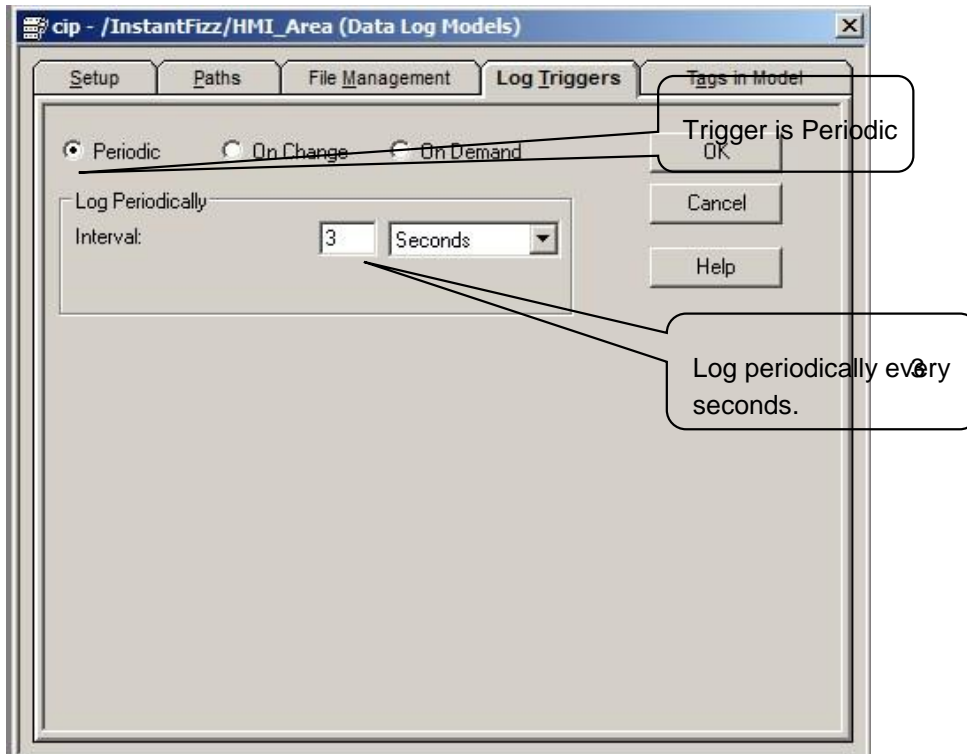 cip - /InstantFizz/HMI_Area (Data Log Models)
Setup Paths File Management Log Triggers Tags in Model
Trigger is Periodic
Periodic On Change On Demand OK
Log Periodically Cancel
Interval: 3 Seconds
Help
Log periodically every 3
seconds.